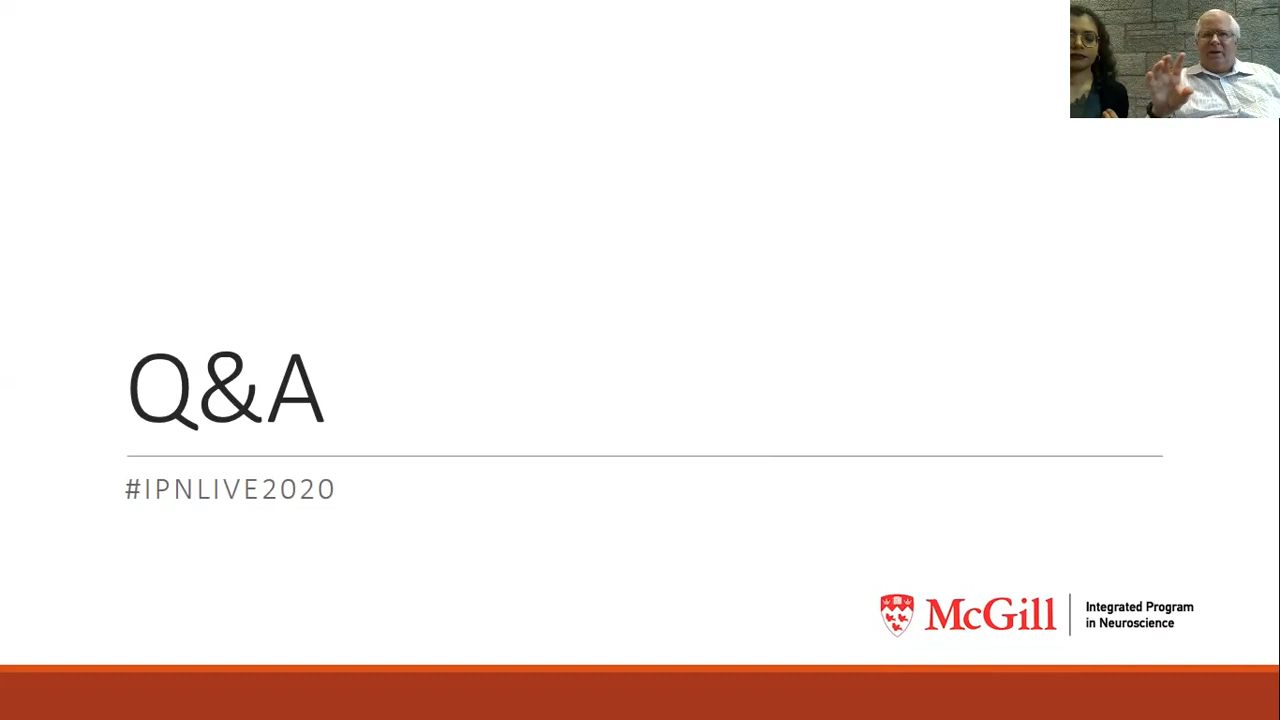 Q&A
#IPNLIVE2020
McGill
Integrated Program
in Neuroscience